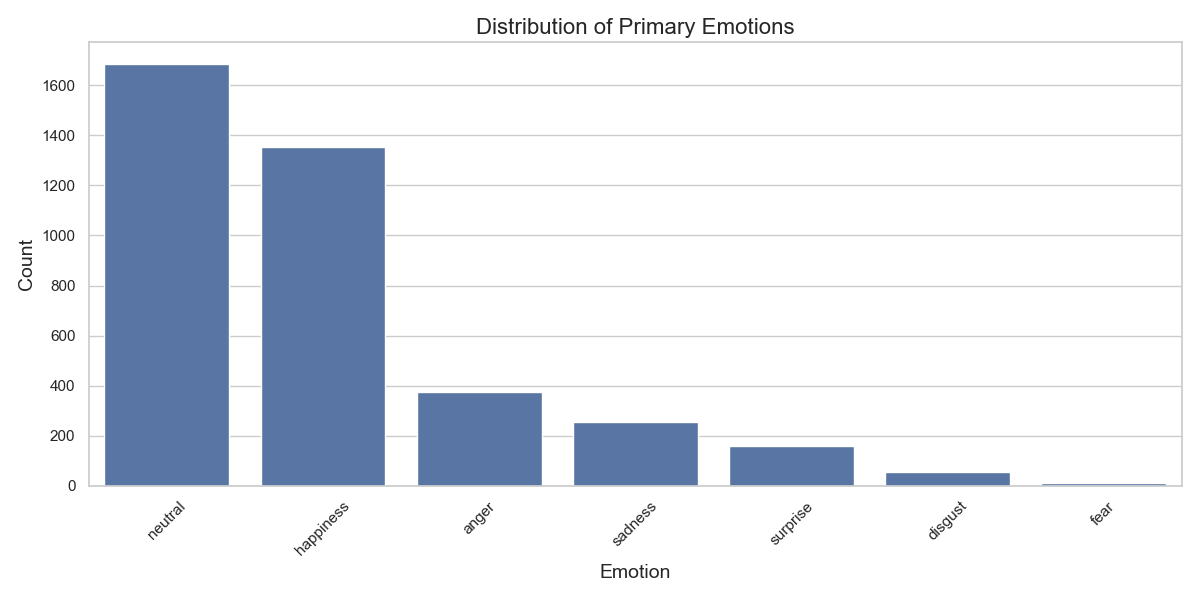 Distribution of Primary Emotions
1600
1400
1200
1000
800
600
400
200
0
Count
neutral
happiness
anger
sadness
surprise
disgust
fear
Emotion